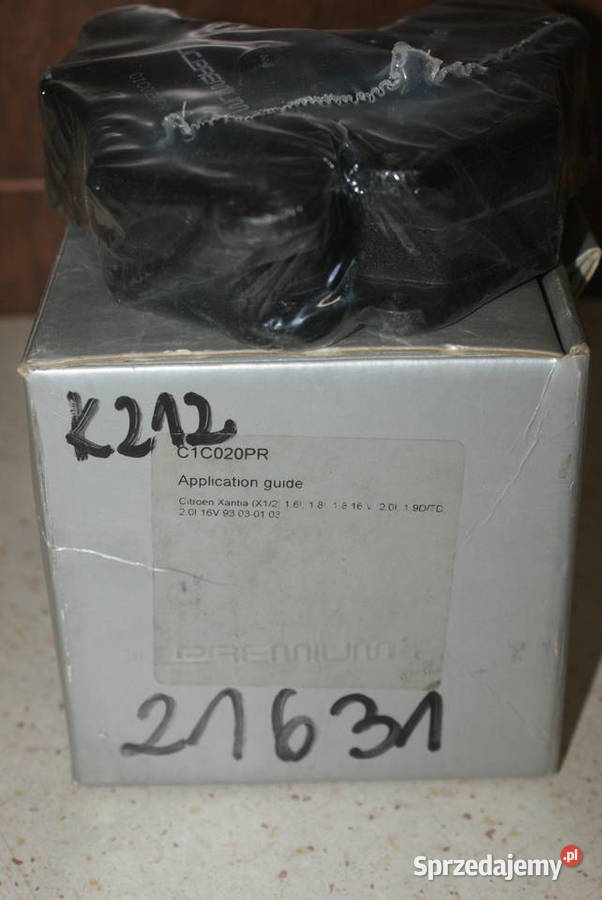 PREMIUM
K212
C1C020PR
Application guide
Citroen Xantia (X1/2) 1.6I, 1.8I, 1.8 16 V, 2.0I, 1.9D/TD,
2.0I 16V 93.03-01.03
PREMIUM
21631
Sprzedajemy.pl